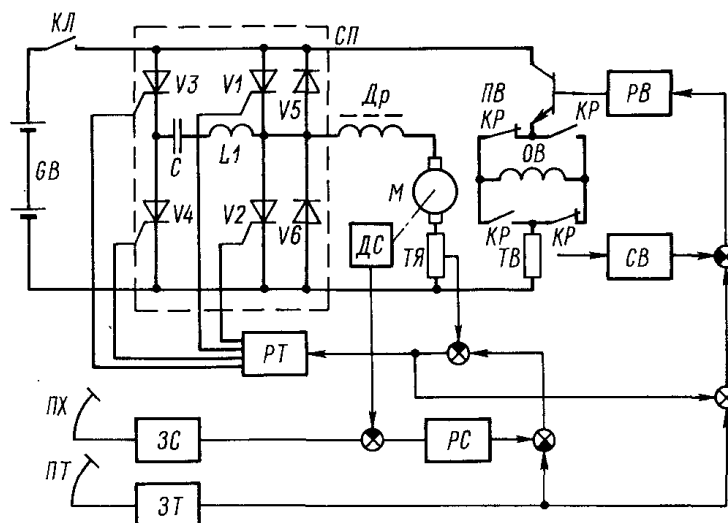 КЛ
СП
V3
V1
V5
Др
ПВ
РВ
КР
КР
GB
С
L1
ОВ
М
V4
V2
V6
ДС
ТЯ
КР
КР
ТВ
СВ
РТ
ПХ
ЗС
РС
ПТ
ЗТ